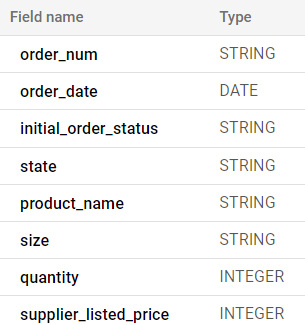 Field name Type
order_num STRING
order_date DATE
initial_order_status STRING
state STRING
product_name STRING
size STRING
quantity INTEGER
supplier_listed_price INTEGER